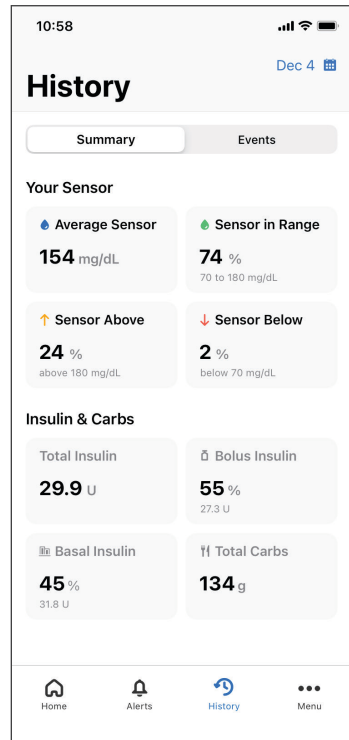 10:58
Dec 4
History
Summary Events
Your Sensor
Average Sensor
154 mg/dL
Sensor in Range
74 %
70 to 180 mg/dL
Sensor Above
24 %
above 180 mg/dL
Sensor Below
2 %
below 70 mg/dL
Insulin & Carbs
Total Insulin
29.9 U
Bolus Insulin
55 %
27.3 U
Basal Insulin
45 %
31.8 U
Total Carbs
134 g
Home Alerts History Menu